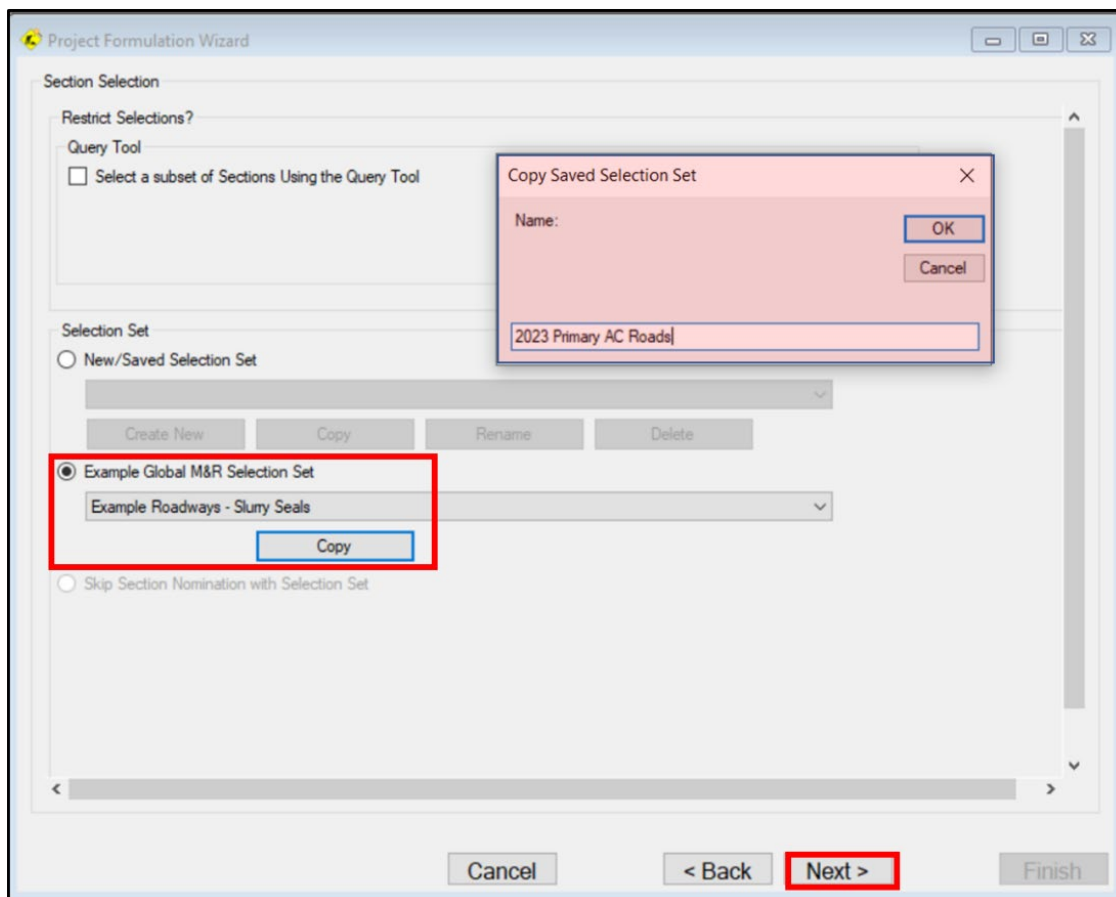 Project Formulation Wizard
Section Selection
Restrict Selections?
Query Tool
Select a subset of Sections Using the Query Tool
Copy Saved Selection Set
Name:
OK
Cancel
2023 Primary AC Roads
Selection Set
New/Saved Selection Set
Create New Copy Rename Delete
Example Global M&R Selection Set
Example Roadways - Slurry Seals
Copy
Skip Section Nomination with Selection Set
Cancel < Back Next > Finish